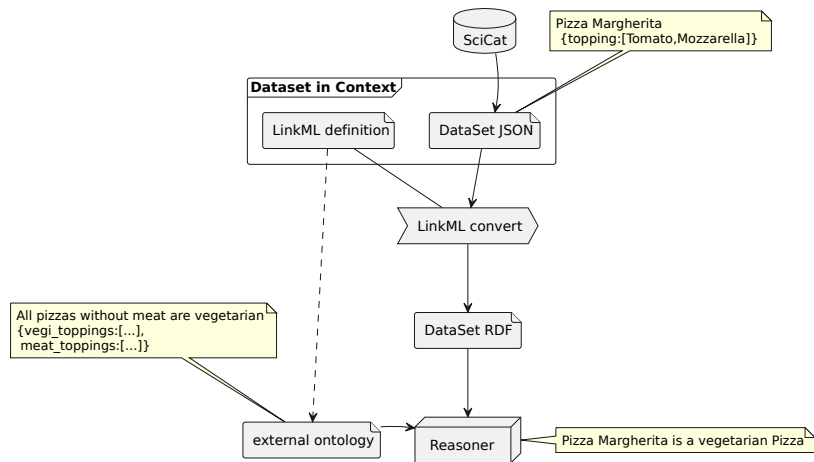 SciCat
Pizza Margherita
{topping:[Tomato,Mozzarella]}
Dataset in Context
LinkML definition
DataSet JSON
LinkML convert
All pizzas without meat are vegetarian
{vegi_toppings:[...],
meat_toppings:[...]}
DataSet RDF
external ontology
Reasoner
Pizza Margherita is a vegetarian Pizza